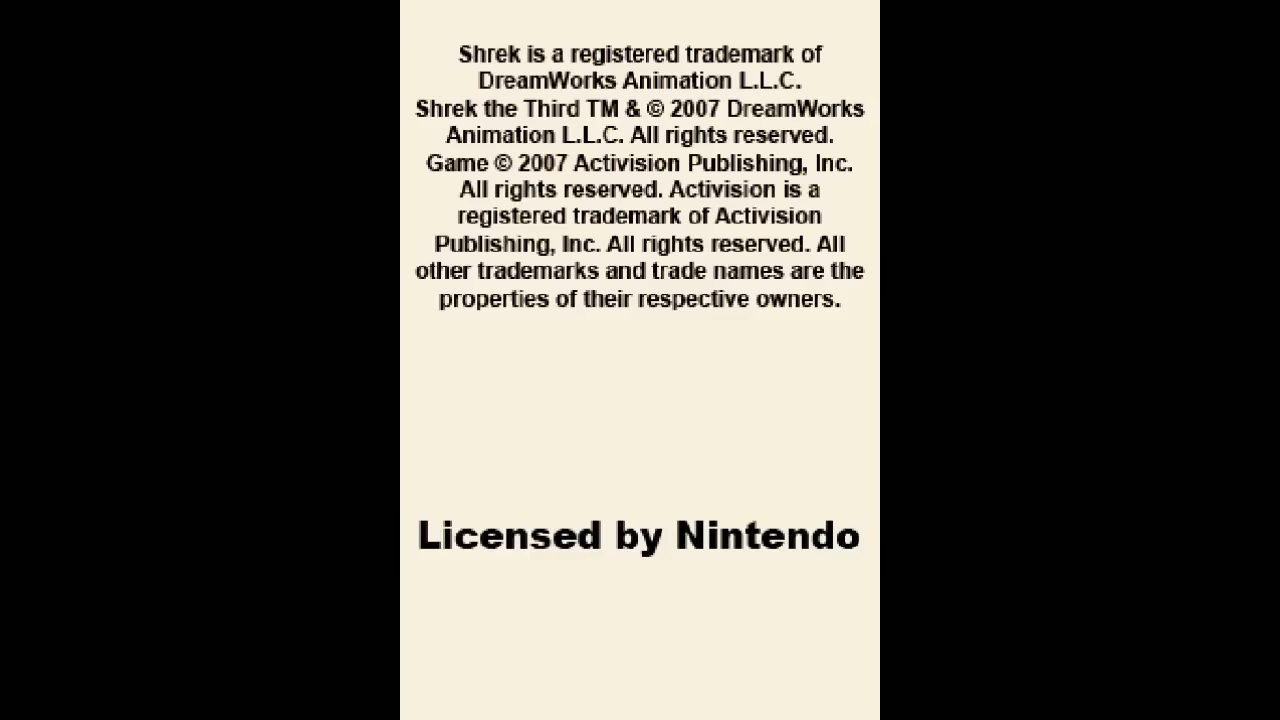 Shrek is a registered trademark of
DreamWorks Animation L.L.C.
Shrek the Third TM & © 2007 DreamWorks
Animation L.L.C. All rights reserved.
Game © 2007 Activision Publishing, Inc.
All rights reserved. Activision is a
registered trademark of Activision
Publishing, Inc. All rights reserved. All
other trademarks and trade names are the
properties of their respective owners.
Licensed by Nintendo